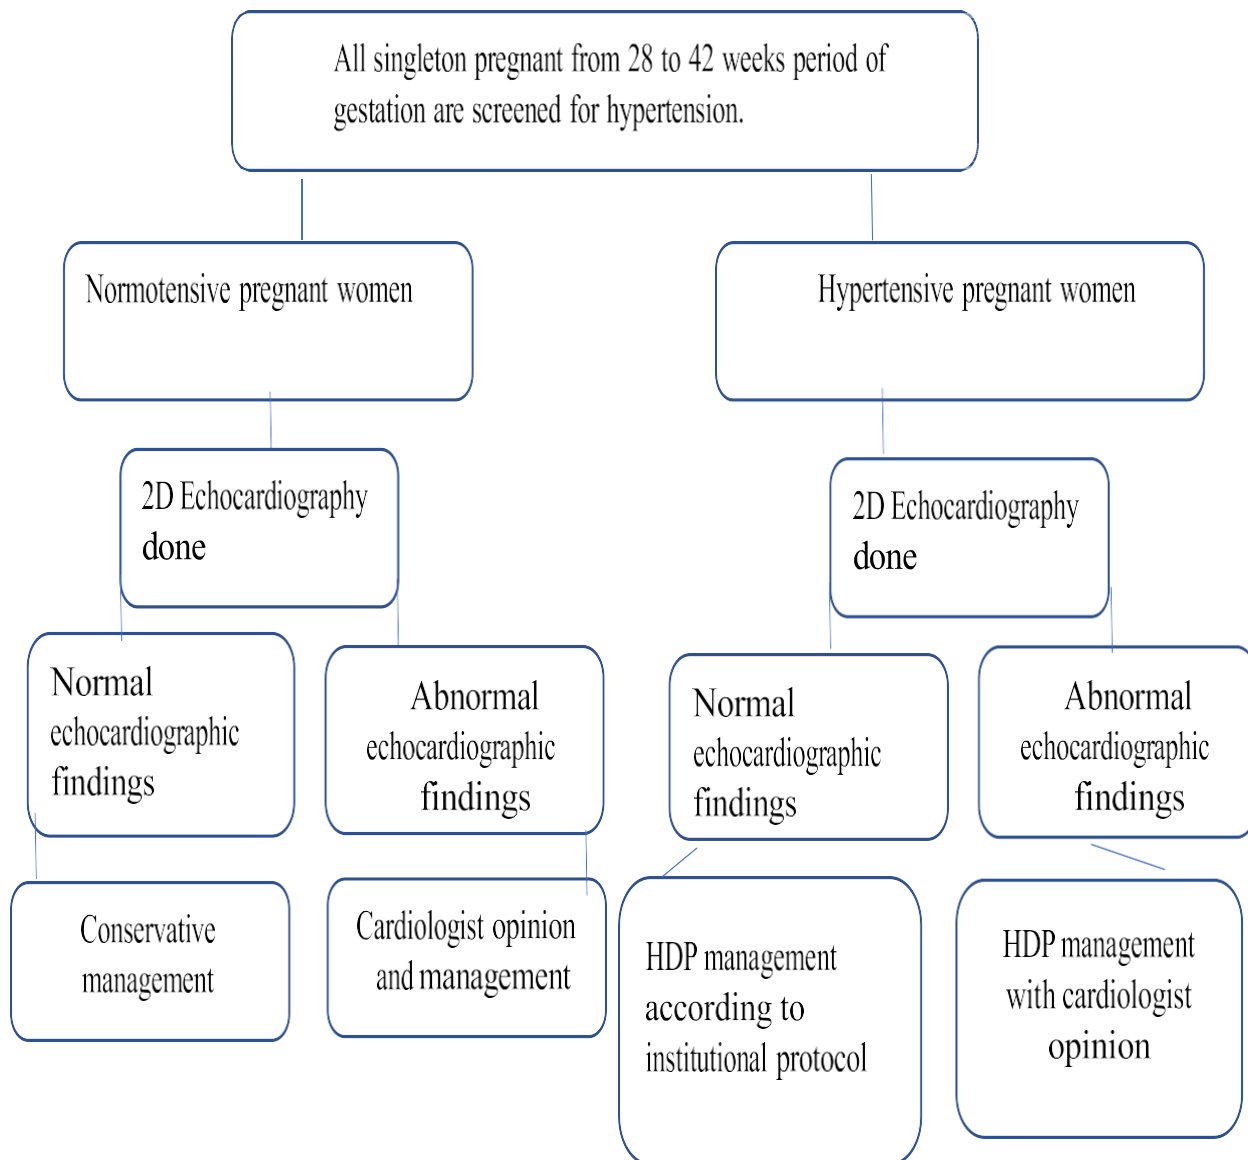 All singleton pregnant from 28 to 42 weeks period of
gestation are screened for hypertension.
Normotensive pregnant women
Hypertensive pregnant women
2D Echocardiography
done
2D Echocardiography
done
Normal
echocardiographic
findings
Abnormal
echocardiographic
findings
Normal
echocardiographic
findings
Abnormal
echocardiographic
findings
Conservative
management
Cardiologist opinion
and management
HDP management
according to
institutional protocol
HDP management
with cardiologist
opinion